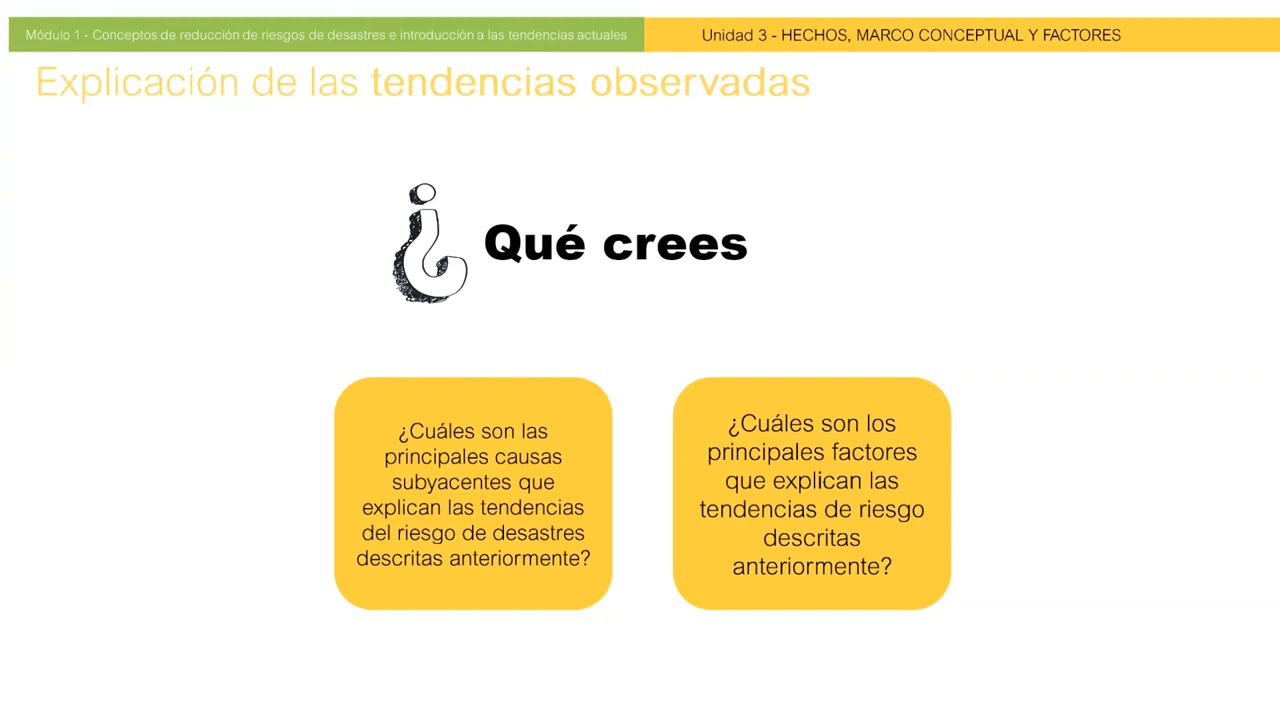 Módulo 1 - Conceptos de reducción de riesgos de desastres e introducción a las tendencias actuales
Unidad 3 - HECHOS, MARCO CONCEPTUAL Y FACTORES
Explicación de las tendencias observadas
¿ Qué crees
¿Cuáles son las
principales causas
subyacentes que
explican las tendencias
del riesgo de desastres
descritas anteriormente?
¿Cuáles son los
principales factores
que explican las
tendencias de riesgo
descritas
anteriormente?